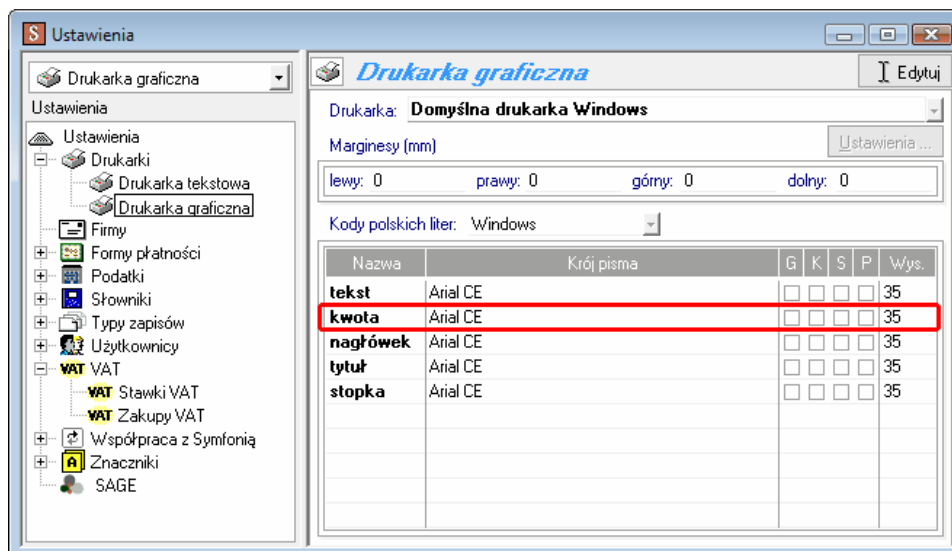 Ustawienia
Drukarka graficzna
Ustawienia
Ustawienia
Drukarki
Drukarka tekstowa
Drukarka graficzna
Firmy
Formy płatności
Podatki
Słowniki
Typy zapisów
Użytkownicy
VAT VAT
VAT Stawki VAT
VAT Zakupy VAT
Współpraca z Symfonią
A Znaczniki
SAGE
Drukarka graficzna
Edytuj
Drukarka: Domyślna drukarka Windows
Marginesy (mm)
Ustawienia ...
lewy: 0 prawy: 0 górny: 0 dolny: 0
Kody polskich liter: Windows
Nazwa Krój pisma G K S P Wys.
tekst Arial CE 35
kwota Arial CE 35
nagłówek Arial CE 35
tytuł Arial CE 35
stopka Arial CE 35